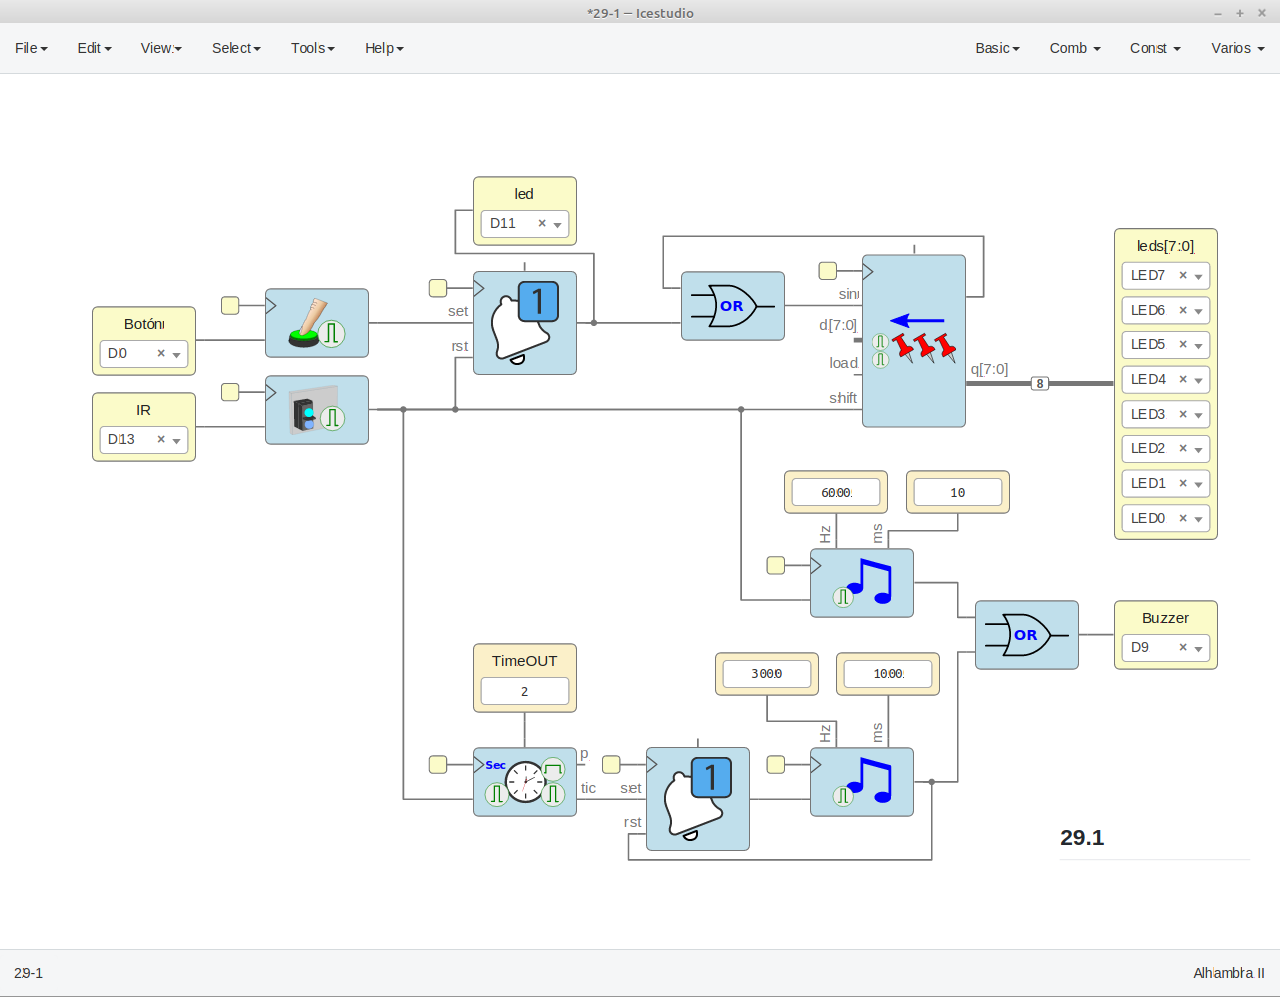 *29-1 – Icestudio
File Edit View Select Tools Help Basic Comb Const Varios
led
D11
Botón
D0
IR
D13
set
rst
1
OR
sin
d[7:0]
load
shift
q[7:0]
8
leds[7:0]
LED7
LED6
LED5
LED4
LED3
LED2
LED1
LED0
6000
10
Hz
ms
OR
Buzzer
D9
TimeOUT
2
3000
1000
Hz
ms
Sec
p
tic
set
rst
1
29.1
29-1
Alhambra II